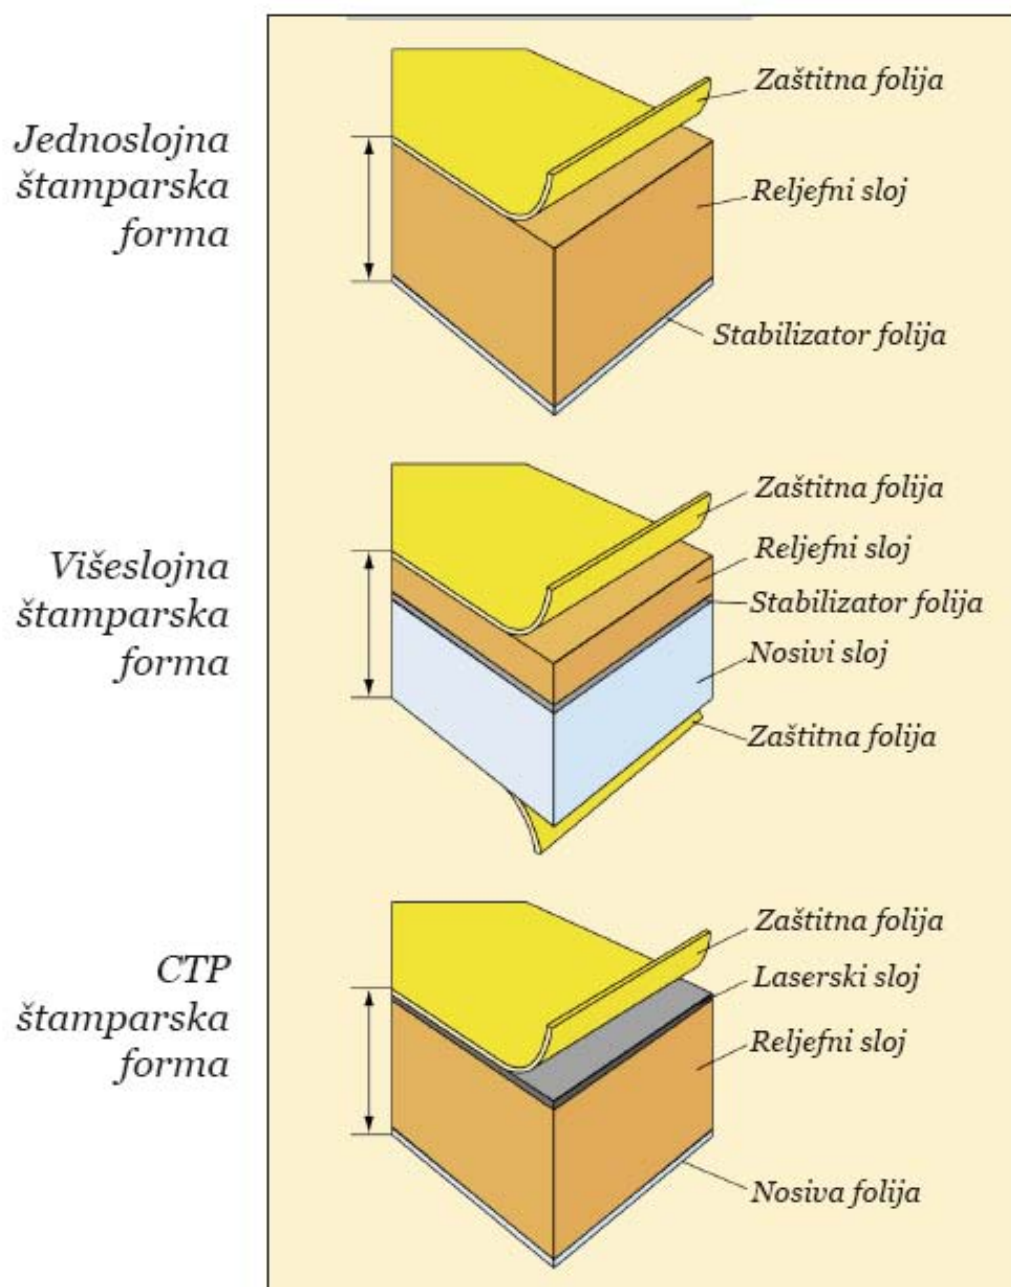 Jednoslojna
štamparska
forma
Zaštitna folija
Reljefni sloj
Stabilizator folija
Višeslojna
štamparska
forma
Zaštitna folija
Reljefni sloj
Stabilizator folija
Nosivi sloj
Zaštitna folija
CTP
štamparska
forma
Zaštitna folija
Laserski sloj
Reljefni sloj
Nosiva folija